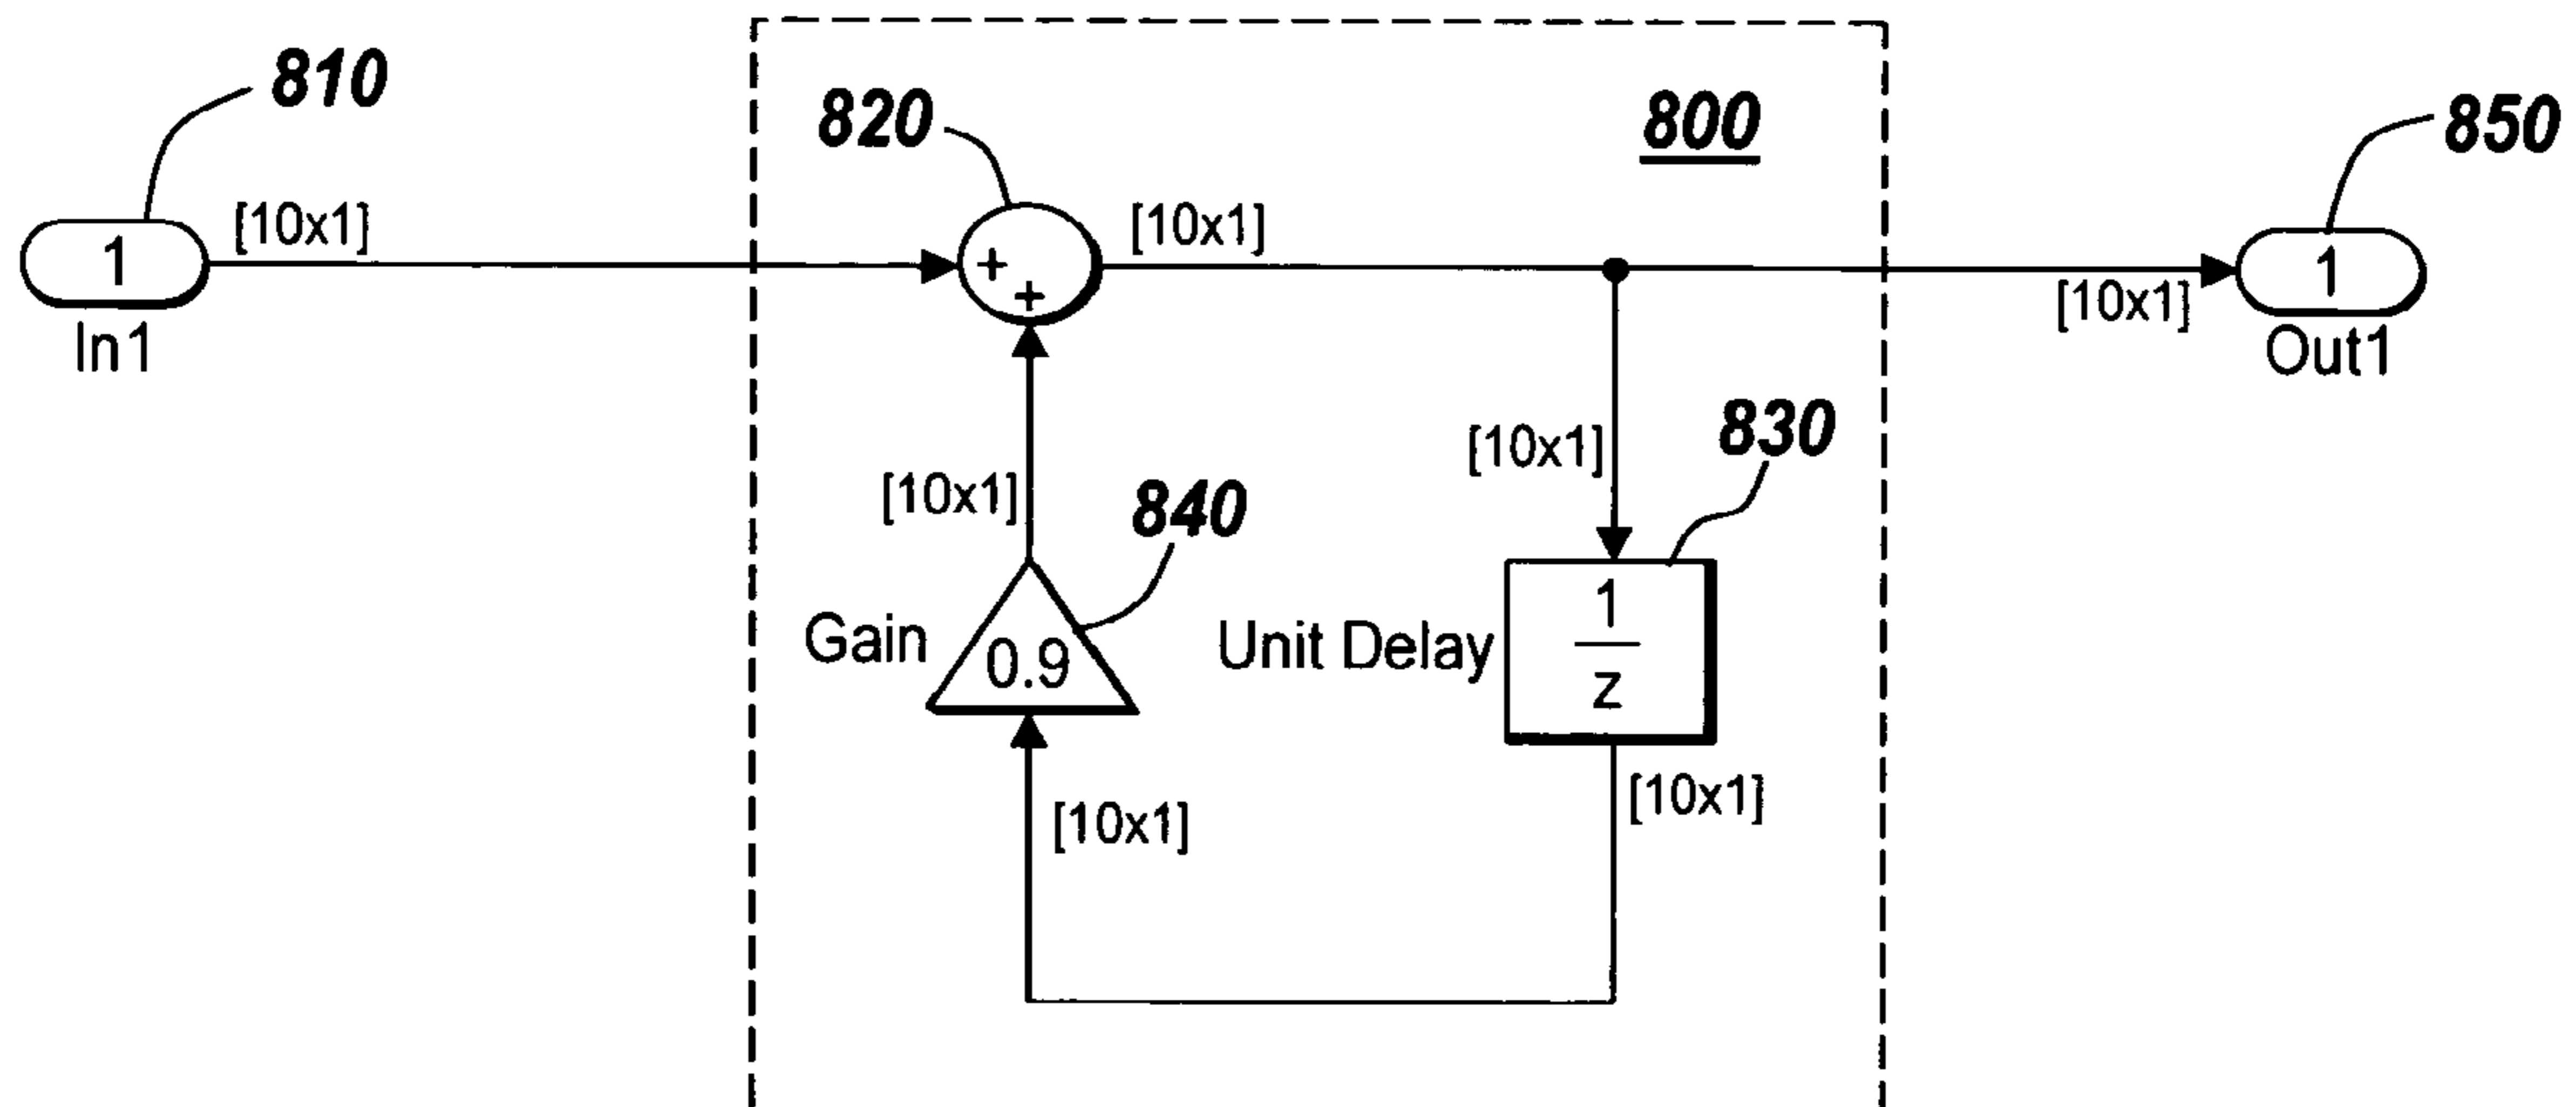 810
820
800
850
[10x1]
[10x1]
1
In1
+
+
[10x1]
1
Out1
[10x1]
830
[10x1]
840
Gain
0.9
Unit Delay
1
z
[10x1]
[10x1]